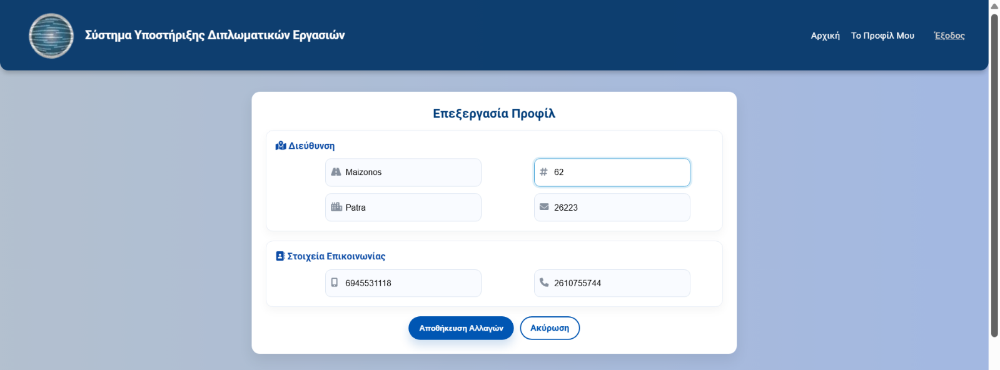 Σύστημα Υποστήριξης Διπλωματικών Εργασιών
Αρχική Το Προφίλ Μου Έξοδος
Επεξεργασία Προφίλ
Διεύθυνση
Maizonos
# 62
Patra
26223
Στοιχεία Επικοινωνίας
6945531118
2610755744
Αποθήκευση Αλλαγών
Ακύρωση